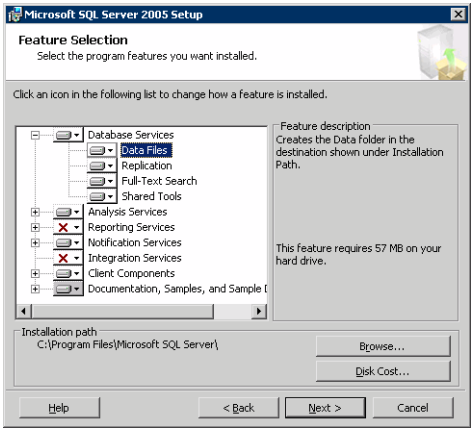 Microsoft SQL Server 2005 Setup
Feature Selection
Select the program features you want installed.
Click an icon in the following list to change how a feature is installed.
Database Services
Data Files
Replication
Full-Text Search
Shared Tools
Analysis Services
Reporting Services
Notification Services
Integration Services
Client Components
Documentation, Samples, and Sample
Feature description
Creates the Data folder in the
destination shown under Installation
Path.
This feature requires 57 MB on your
hard drive.
Installation path
C:\Program Files\Microsoft SQL Server\
Browse...
Disk Cost...
Help
< Back
Next >
Cancel